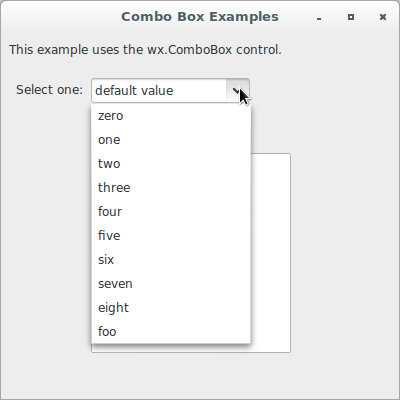 Combo Box Examples
This example uses the wx.ComboBox control.
Select one: default value
zero
one
two
three
four
five
six
seven
eight
foo